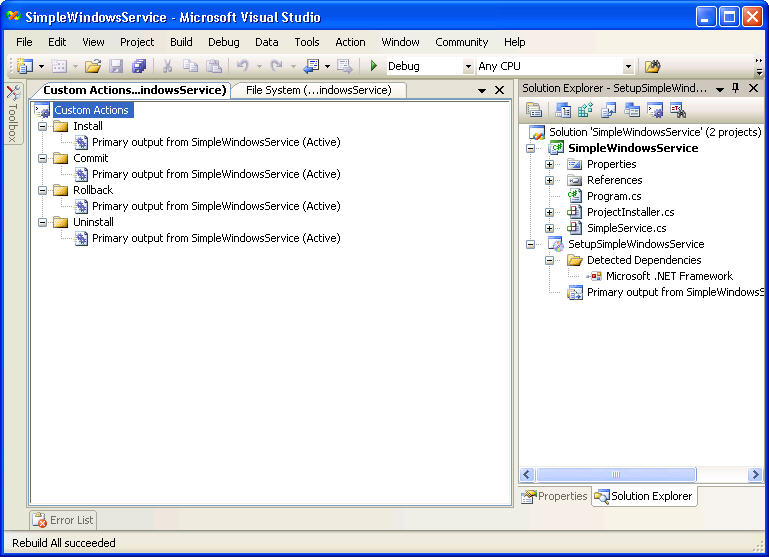 SimpleWindowsService - Microsoft Visual Studio
File Edit View Project Build Debug Data Tools Action Window Community Help
Debug Any CPU
Toolbox
Custom Actions...indowsService) File System (...indowsService)
Custom Actions
Install
Primary output from SimpleWindowsService (Active)
Commit
Primary output from SimpleWindowsService (Active)
Rollback
Primary output from SimpleWindowsService (Active)
Uninstall
Primary output from SimpleWindowsService (Active)
Solution Explorer - SetupSimpleWind...
Solution 'SimpleWindowsService' (2 projects)
SimpleWindowsService
Properties
References
Program.cs
ProjectInstaller.cs
SimpleService.cs
SetupSimpleWindowsService
Detected Dependencies
Microsoft .NET Framework
Primary output from SimpleWindowsS
Properties Solution Explorer
Error List
Rebuild All succeeded